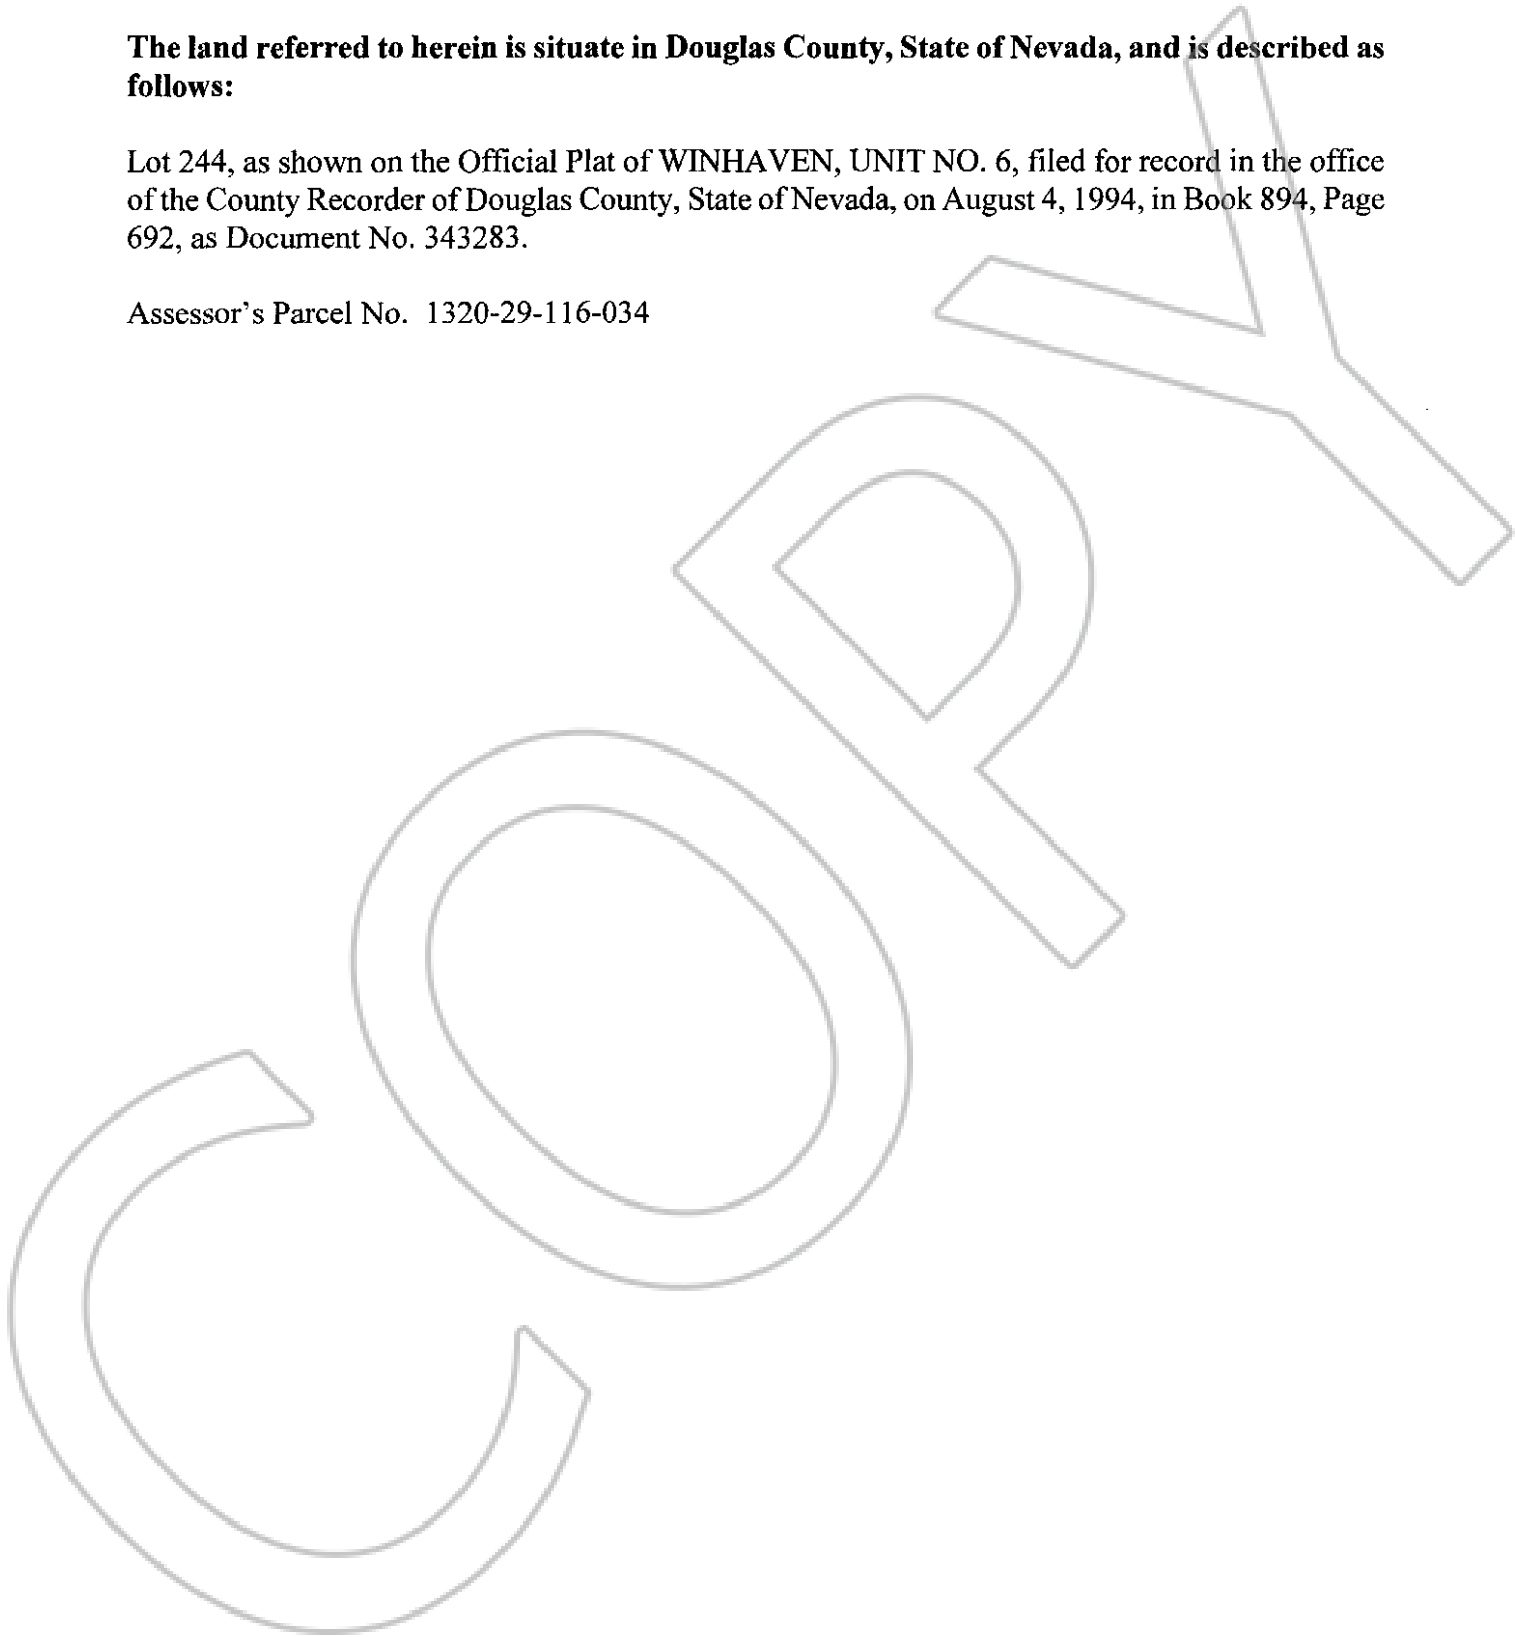 The land referred to herein is situate in Douglas County, State of Nevada, and is described as
follows:
Lot 244, as shown on the Official Plat of WINHAVEN, UNIT NO. 6, filed for record in the office
of the County Recorder of Douglas County, State of Nevada, on August 4, 1994, in Book 894, Page
692, as Document No. 343283.
Assessor's Parcel No. 1320-29-116-034
COPY